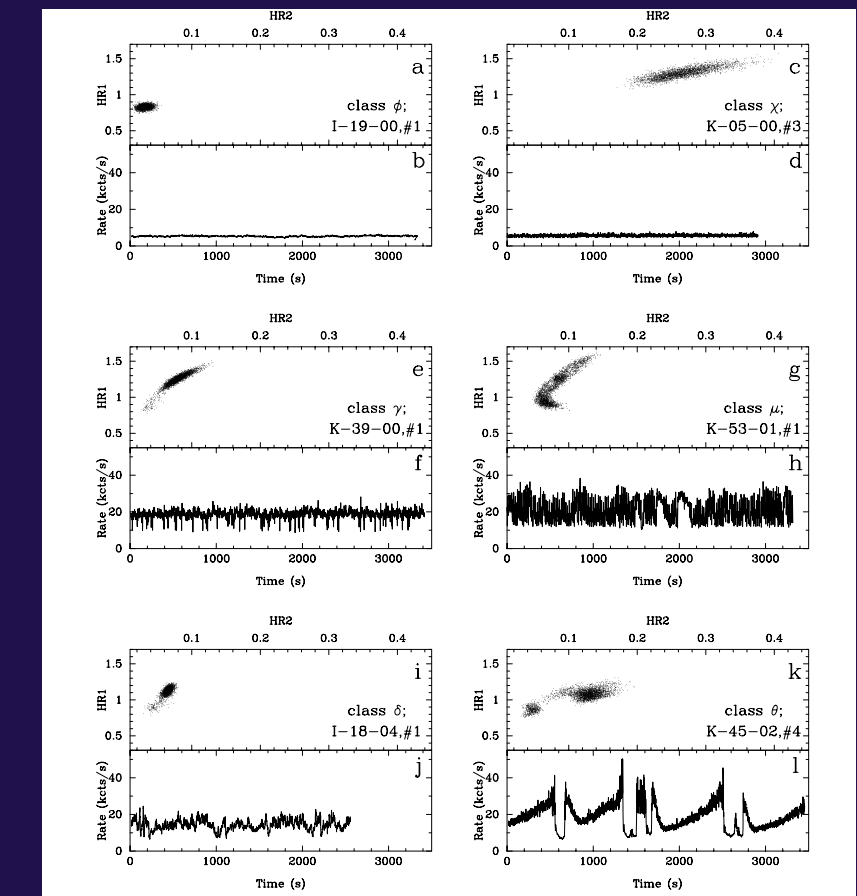 HR2 HR2
0.1 0.2 0.3 0.4 0.1 0.2 0.3 0.4
1.5 a 1.5 c
HR1 1 HR1 1
class φ; class χ;
0.5 I-19-00,#1 0.5 K-05-00,#3
b d
Rate (kcts/s) 40 Rate (kcts/s) 40
20 20
0 0
0 1000 2000 3000 0 1000 2000 3000
Time (s) Time (s)
HR2 HR2
0.1 0.2 0.3 0.4 0.1 0.2 0.3 0.4
1.5 e 1.5 g
HR1 1 HR1 1
class γ; class μ;
0.5 K-39-00,#1 0.5 K-53-01,#1
f h
Rate (kcts/s) 40 Rate (kcts/s) 40
20 20
0 0
0 1000 2000 3000 0 1000 2000 3000
Time (s) Time (s)
HR2 HR2
0.1 0.2 0.3 0.4 0.1 0.2 0.3 0.4
1.5 i 1.5 k
HR1 1 HR1 1
class δ; class θ;
0.5 I-18-04,#1 0.5 K-45-02,#4
j l
Rate (kcts/s) 40 Rate (kcts/s) 40
20 20
0 0
0 1000 2000 3000 0 1000 2000 3000
Time (s) Time (s)